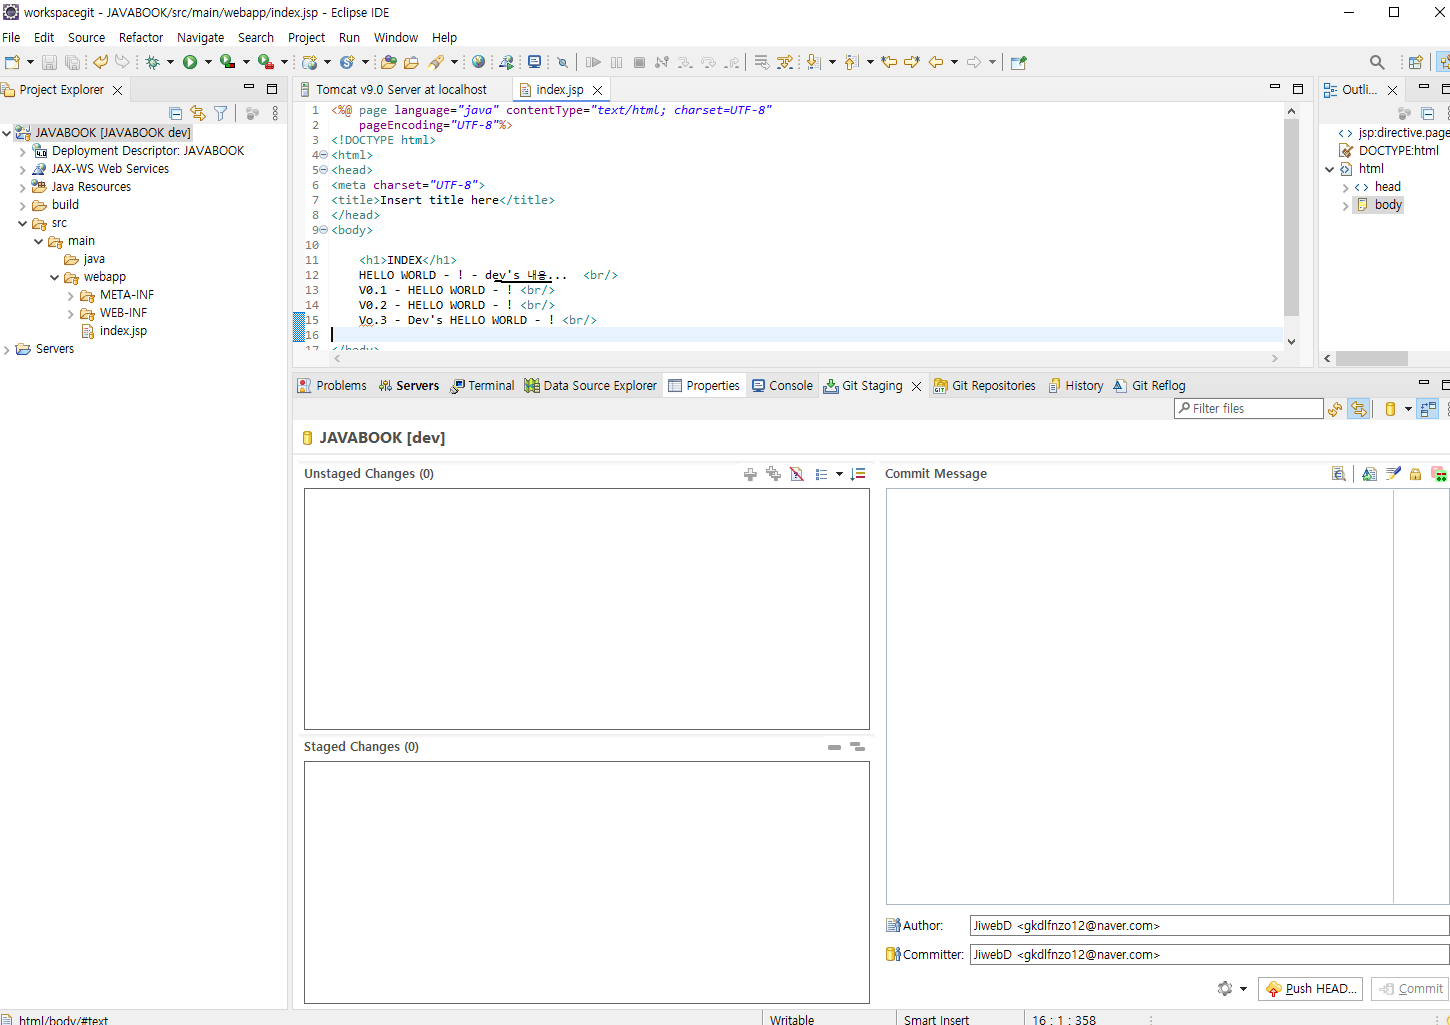 workspacegit - JAVABOOK/src/main/webapp/index.jsp - Eclipse IDE
File Edit Source Refactor Navigate Search Project Run Window Help
Project Explorer
JAVABOOK [JAVABOOK dev]
Deployment Descriptor: JAVABOOK
JAX-WS Web Services
Java Resources
build
src
main
java
webapp
META-INF
WEB-INF
index.jsp
Servers
Tomcat v9.0 Server at localhost index.jsp
1 <%@ page language="java" contentType="text/html; charset=UTF-8"
2 pageEncoding="UTF-8"%>
3 <!DOCTYPE html>
4 <html>
5 <head>
6 <meta charset="UTF-8">
7 <title>Insert title here</title>
8 </head>
9 <body>
10
11 <h1>INDEX</h1>
12 HELLO WORLD - ! - dev's 내용... <br/>
13 V0.1 - HELLO WORLD - ! <br/>
14 V0.2 - HELLO WORLD - ! <br/>
15 Vo.3 - Dev's HELLO WORLD - ! <br/>
16
17 </body>
Outli...
jsp:directive.page
DOCTYPE:html
html
head
body
Problems Servers Terminal Data Source Explorer Properties Console Git Staging Git Repositories History Git Reflog
Filter files
JAVABOOK [dev]
Unstaged Changes (0)
Staged Changes (0)
Commit Message
Author: JiwebD <gkdlfnzo12@naver.com>
Committer: JiwebD <gkdlfnzo12@naver.com>
Push HEAD... Commit
html/body/#text Writable Smart Insert 16 : 1 : 358